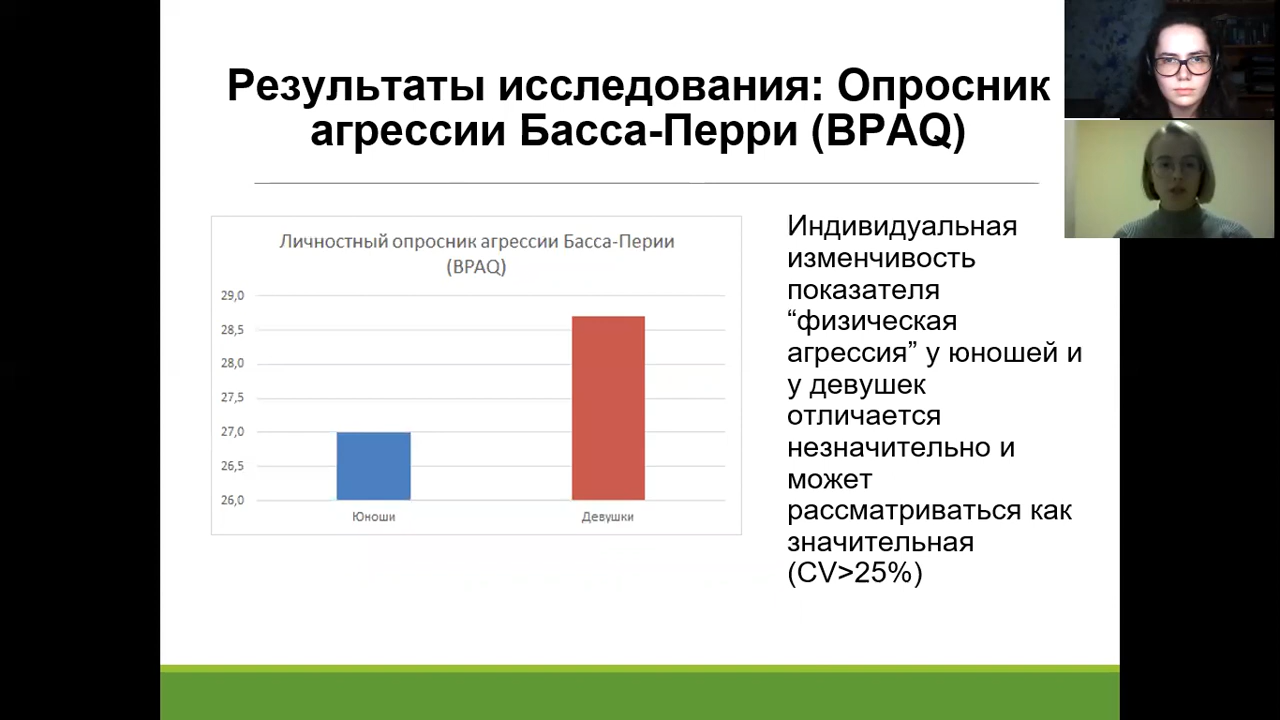 Результаты исследования: Опросник
агрессии Басса-Перри (BPAQ)
Личностный опросник агрессии Басса-Перии
(BPAQ)
29,0
28,5
28,0
27,5
27,0
26,5
26,0
Юноши
Девушки
Индивидуальная
изменчивость
показателя
“физическая
агрессия” у юношей и
у девушек
отличается
незначительно и
может
рассматриваться как
значительная
(CV>25%)